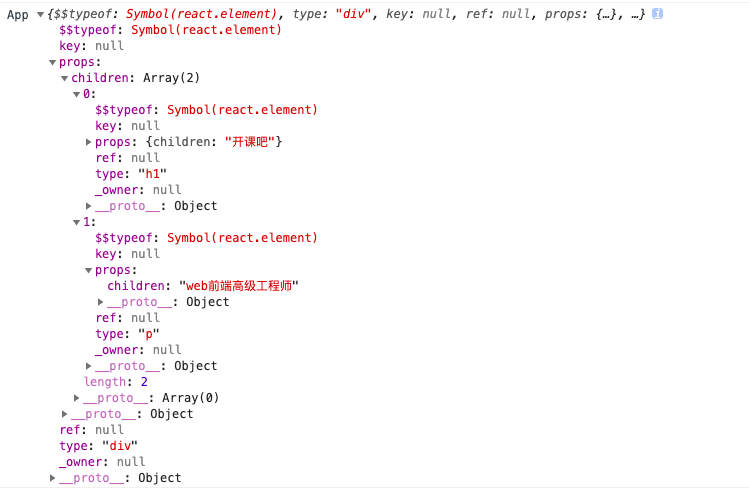 App {$$typeof: Symbol(react.element), type: "div", key: null, ref: null, props: {…}, …} i
$$typeof: Symbol(react.element)
key: null
props:
children: Array(2)
0:
$$typeof: Symbol(react.element)
key: null
props: {children: "开课吧"}
ref: null
type: "h1"
_owner: null
__proto__: Object
1:
$$typeof: Symbol(react.element)
key: null
props:
children: "web前端高级工程师"
__proto__: Object
ref: null
type: "p"
_owner: null
__proto__: Object
length: 2
__proto__: Array(0)
__proto__: Object
ref: null
type: "div"
_owner: null
__proto__: Object